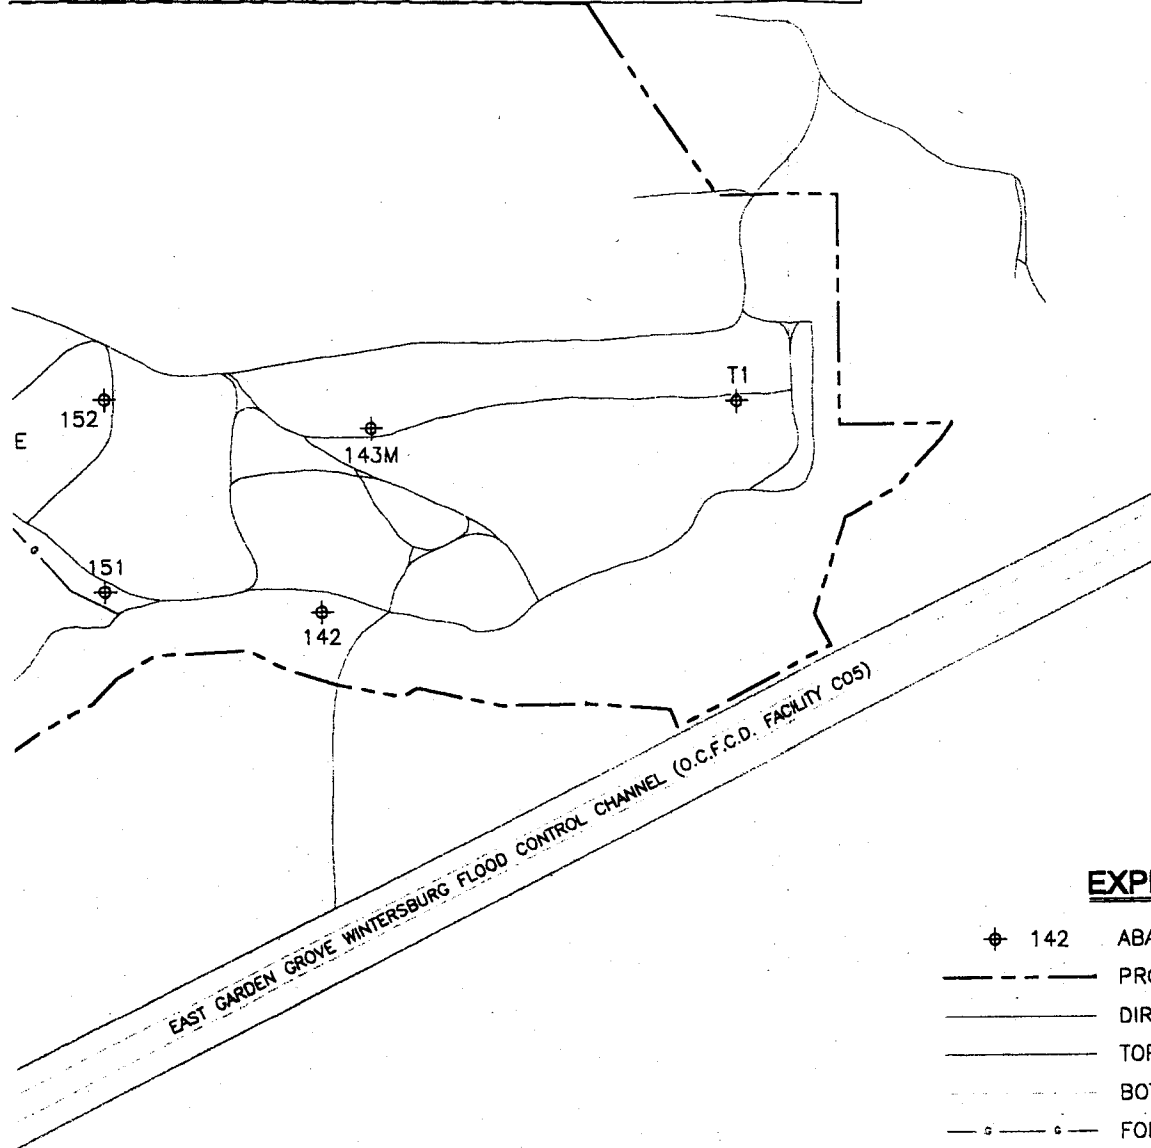 T1
152
E
143M
151
142
EAST GARDEN GROVE WINTERSBURG FLOOD CONTROL CHANNEL (O.C.F.C.D. FACILITY C05)
EXP
142 ABA
PRO
DIR
TOP
BOT